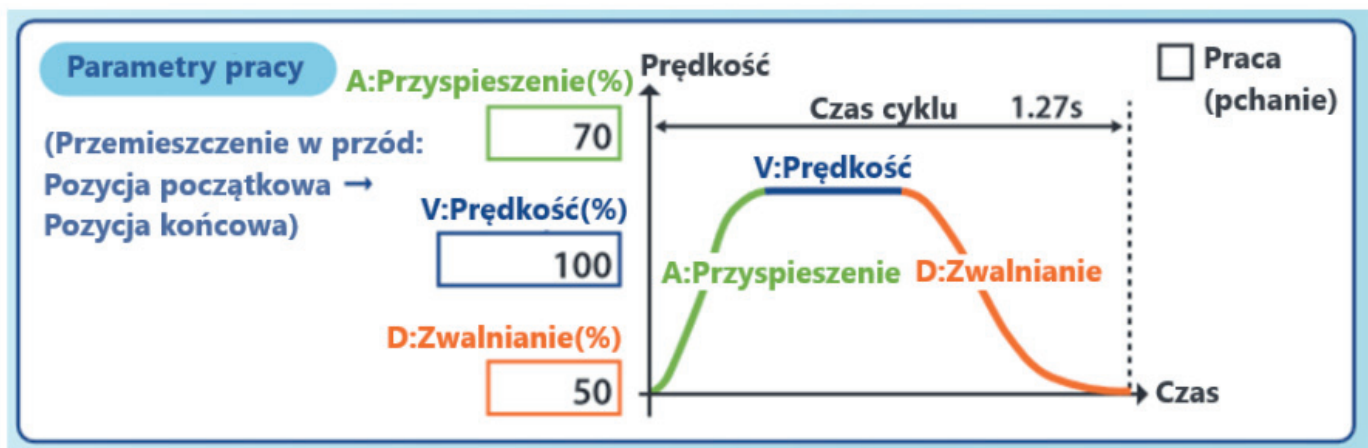 Parametry pracy
(Przemieszczenie w przód:
Pozycja początkowa →
Pozycja końcowa)
A:Przyspieszenie(%)
70
V:Prędkość(%)
100
D:Zwalnianie(%)
50
Prędkość
Czas cyklu 1.27s
V:Prędkość
A:Przyspieszenie
D:Zwalnianie
Czas
Praca
(pchanie)